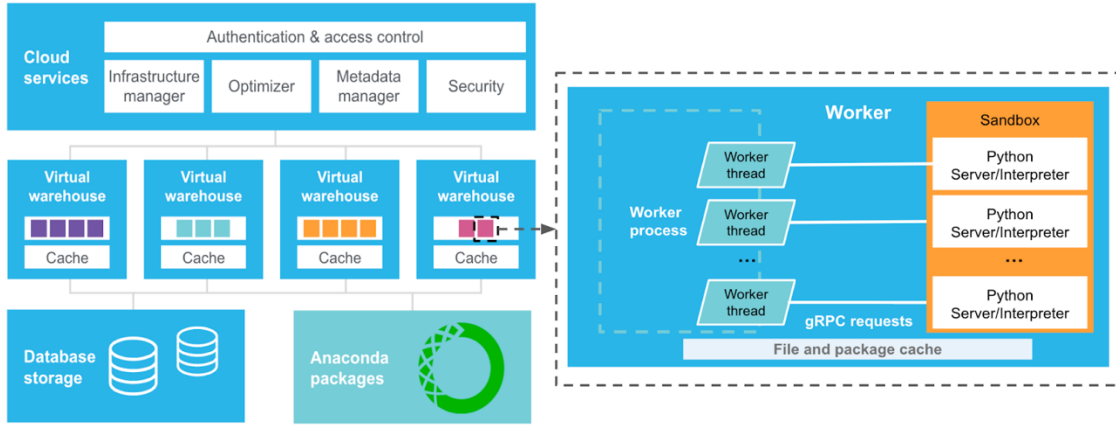 Cloud
services
Authentication & access control
Infrastructure
manager
Optimizer
Metadata
manager
Security
Virtual
warehouse
Cache
Virtual
warehouse
Cache
Virtual
warehouse
Cache
Virtual
warehouse
Cache
Database
storage
Anaconda
packages
Worker
Sandbox
Worker
process
Worker
thread
Python
Server/Interpreter
Worker
thread
Python
Server/Interpreter
...
...
Worker
thread
Python
Server/Interpreter
gRPC requests
File and package cache